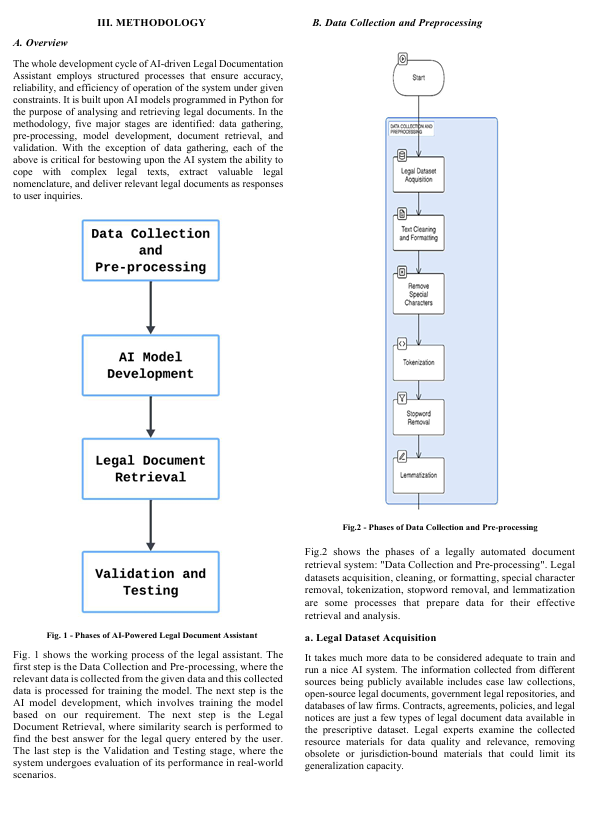 III. METHODOLOGY
A. Overview
The whole development cycle of AI-driven Legal Documentation
Assistant employs structured processes that ensure accuracy,
reliability, and efficiency of operation of the system under given
constraints. It is built upon AI models programmed in Python for
the purpose of analysing and retrieving legal documents. In the
methodology, five major stages are identified: data gathering,
pre-processing, model development, document retrieval, and
validation. With the exception of data gathering, each of the
above is critical for bestowing upon the AI system the ability to
cope with complex legal texts, extract valuable legal
nomenclature, and deliver relevant legal documents as responses
to user inquiries.
Data Collection
and
Pre-processing
AI Model
Development
Legal Document
Retrieval
Validation and
Testing
Fig. 1 - Phases of AI-Powered Legal Document Assistant
Fig. 1 shows the working process of the legal assistant. The
first step is the Data Collection and Pre-processing, where the
relevant data is collected from the given data and this collected
data is processed for training the model. The next step is the
AI model development, which involves training the model
based on our requirement. The next step is the Legal
Document Retrieval, where similarity search is performed to
find the best answer for the legal query entered by the user.
The last step is the Validation and Testing stage, where the
system undergoes evaluation of its performance in real-world
scenarios.
B. Data Collection and Preprocessing
Start
DATA COLLECTION AND
PREPROCESSING
Legal Dataset
Acquisition
Text Cleaning
and Formatting
Remove
Special
Characters
Tokenization
Stopword
Removal
Lemmatization
Fig.2 - Phases of Data Collection and Pre-processing
Fig.2 shows the phases of a legally automated document
retrieval system: "Data Collection and Pre-processing". Legal
datasets acquisition, cleaning, or formatting, special character
removal, tokenization, stopword removal, and lemmatization
are some processes that prepare data for their effective
retrieval and analysis.
a. Legal Dataset Acquisition
It takes much more data to be considered adequate to train and
run a nice AI system. The information collected from different
sources being publicly available includes case law collections,
open-source legal documents, government legal repositories, and
databases of law firms. Contracts, agreements, policies, and legal
notices are just a few types of legal document data available in
the prescriptive dataset. Legal experts examine the collected
resource materials for data quality and relevance, removing
obsolete or jurisdiction-bound materials that could limit its
generalization capacity.